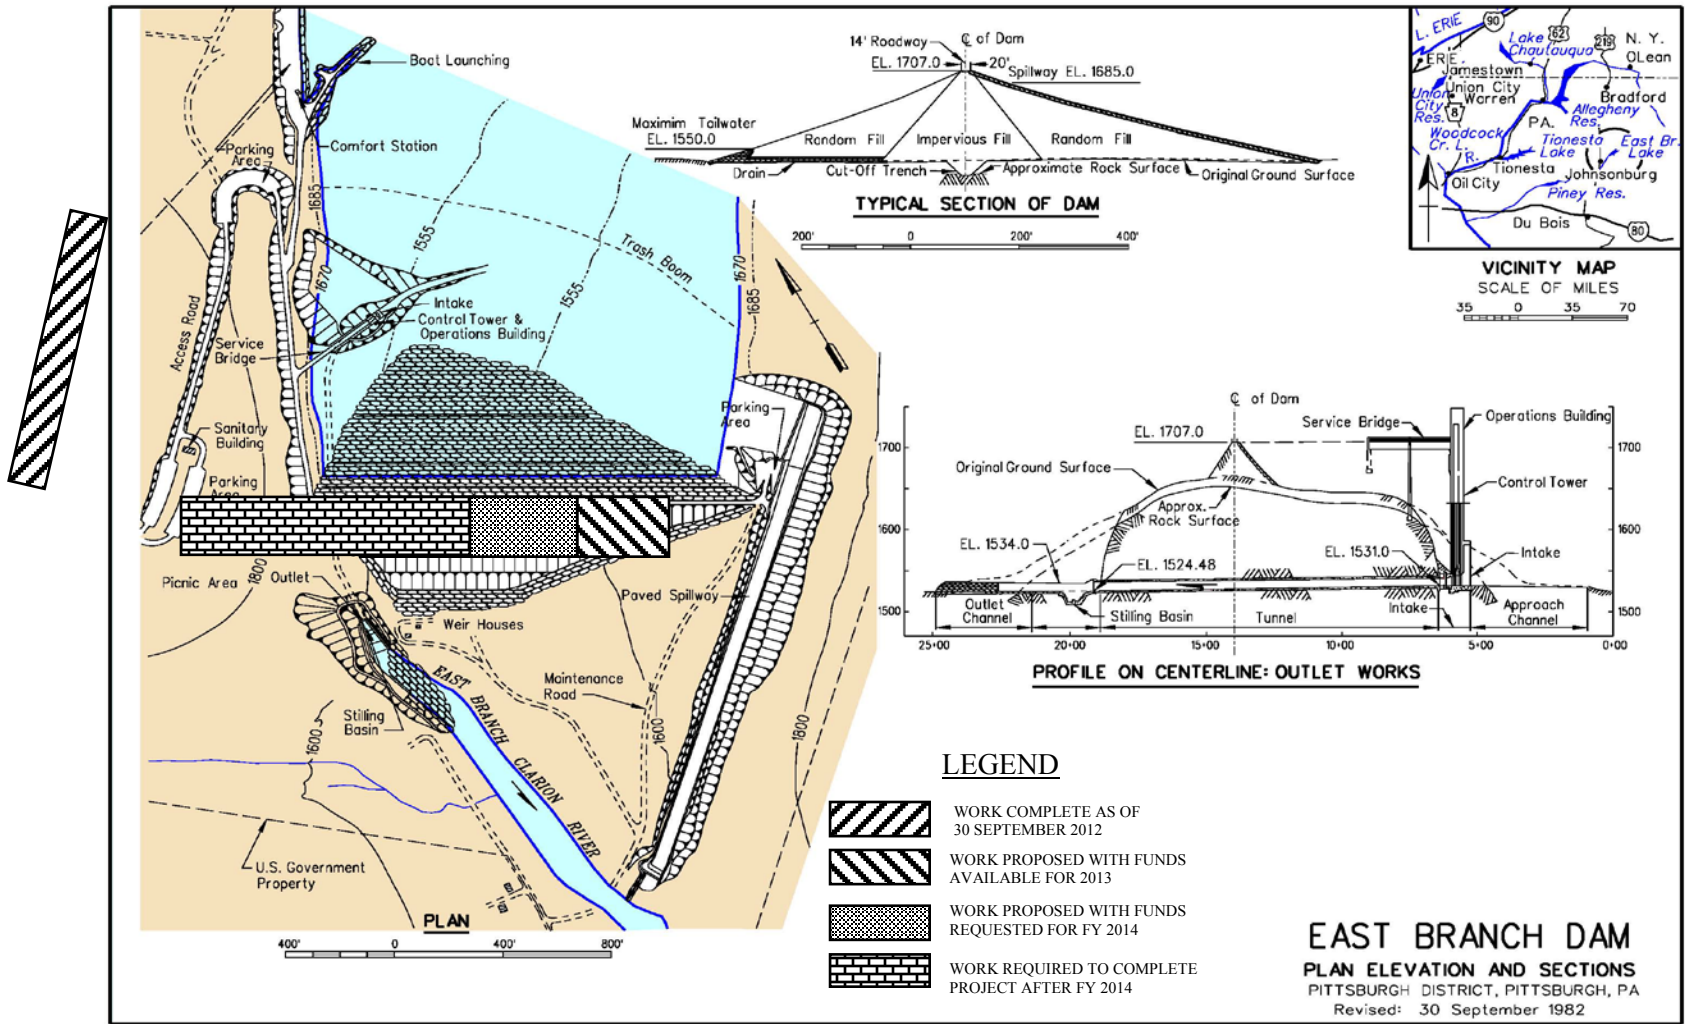 Boat Launching
Comfort Station
Parking
Area
1685
1670
1555
1555
Trash Boom
1670
1685
Access Road
Intake
Control Tower &
Operations Building
Service
Bridge
Sanitary
Building
Parking
Area
Parking
Area
Picnic Area
1800
Outlet
Weir Houses
Paved Spillway
Maintenance
Road
Stilling
Basin
1600
1600
1800
EAST BRANCH CLARION RIVER
U.S. Government
Property
PLAN
400' 0 400' 800'
14' Roadway
℄ of Dam
EL. 1707.0
20'
Spillway EL. 1685.0
Maximim Tailwater
EL. 1550.0
Random Fill
Impervious Fill
Random Fill
Drain
Cut-Off Trench
Approximate Rock Surface
Original Ground Surface
TYPICAL SECTION OF DAM
200' 0 200' 400'
L. ERIE
90
62
219
N. Y.
Lake
Chautauqua
OLean
ERIE
Jamestown
Union City
Warren
Bradford
Union
City
Res.
8
Allegheny
Res.
PA.
Woodcock
Cr. L.
R.
Tionesta
Lake
East Br.
Lake
Tionesta
Johnsonburg
Oil City
Piney Res.
Du Bois
80
VICINITY MAP
SCALE OF MILES
35 0 35 70
℄ of Dam
EL. 1707.0
Service Bridge
Operations Building
1700
1700
Original Ground Surface
Control Tower
Approx.
Rock Surface
1600
1600
EL. 1534.0
EL. 1531.0
Intake
EL. 1524.48
1500
1500
Outlet
Channel
Stilling Basin
Tunnel
Intake
Approach
Channel
25+00 20+00 15+00 10+00 5+00 0+00
PROFILE ON CENTERLINE: OUTLET WORKS
LEGEND
WORK COMPLETE AS OF
30 SEPTEMBER 2012
WORK PROPOSED WITH FUNDS
AVAILABLE FOR 2013
WORK PROPOSED WITH FUNDS
REQUESTED FOR FY 2014
WORK REQUIRED TO COMPLETE
PROJECT AFTER FY 2014
EAST BRANCH DAM
PLAN ELEVATION AND SECTIONS
PITTSBURGH DISTRICT, PITTSBURGH, PA
Revised: 30 September 1982